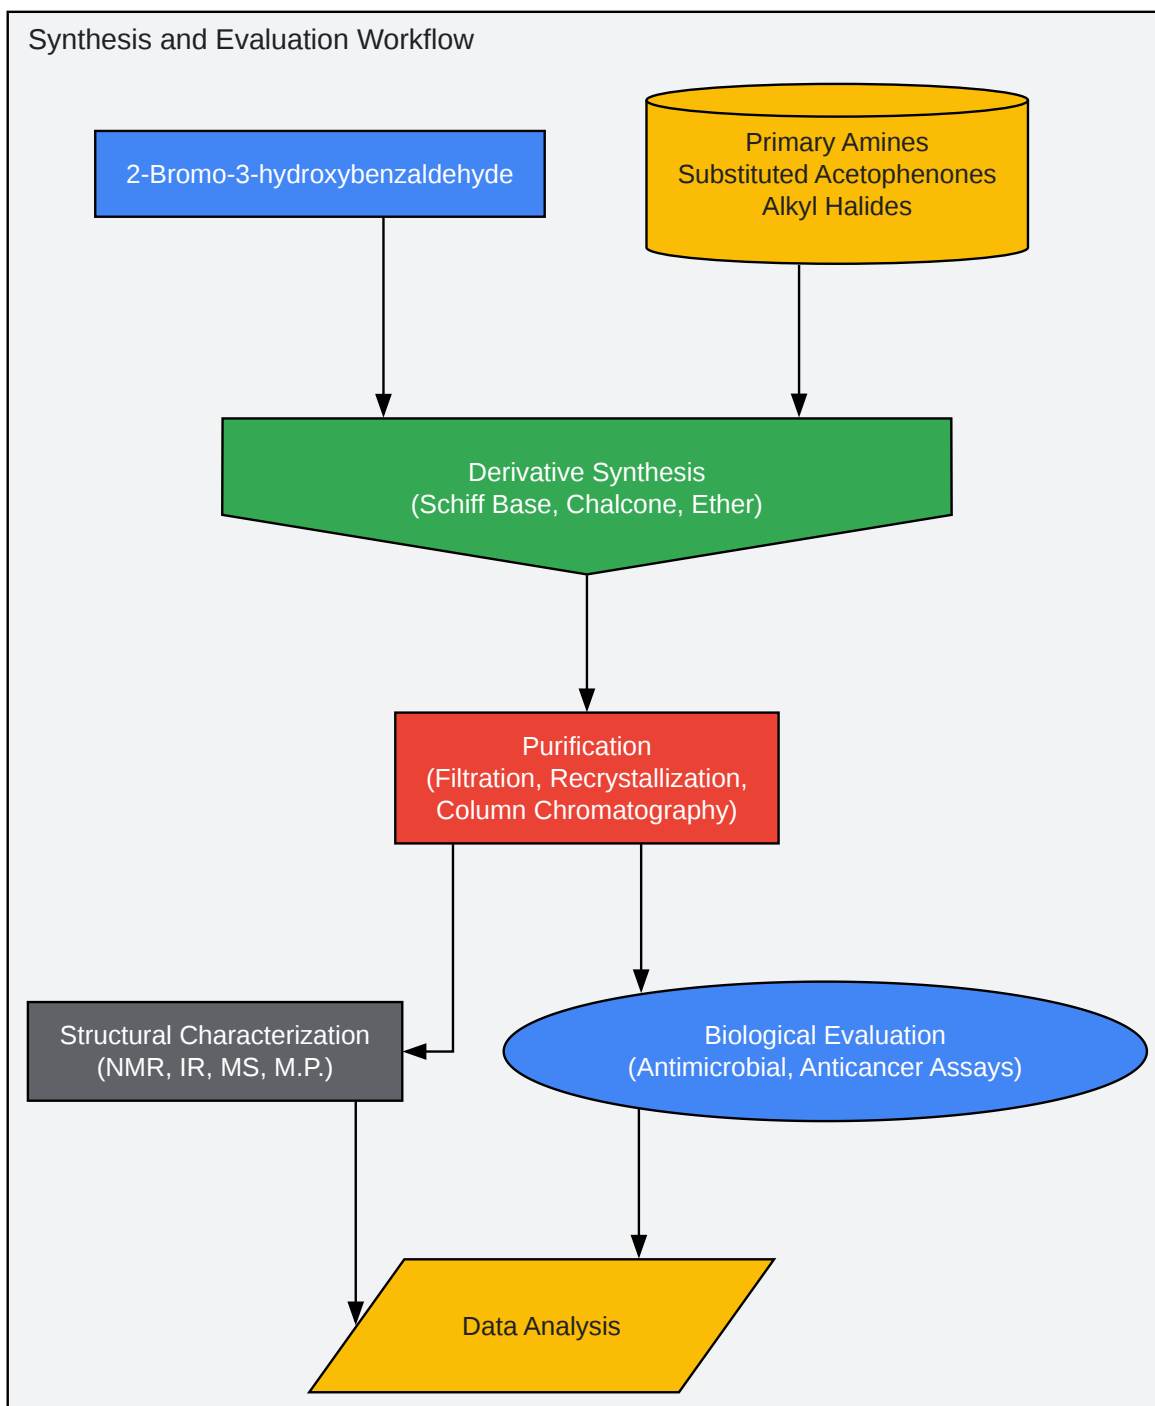 Synthesis and Evaluation Workflow
2-Bromo-3-hydroxybenzaldehyde
Primary Amines
Substituted Acetophenones
Alkyl Halides
Derivative Synthesis
(Schiff Base, Chalcone, Ether)
Purification
(Filtration, Recrystallization,
Column Chromatography)
Structural Characterization
(NMR, IR, MS, M.P.)
Biological Evaluation
(Antimicrobial, Anticancer Assays)
Data Analysis